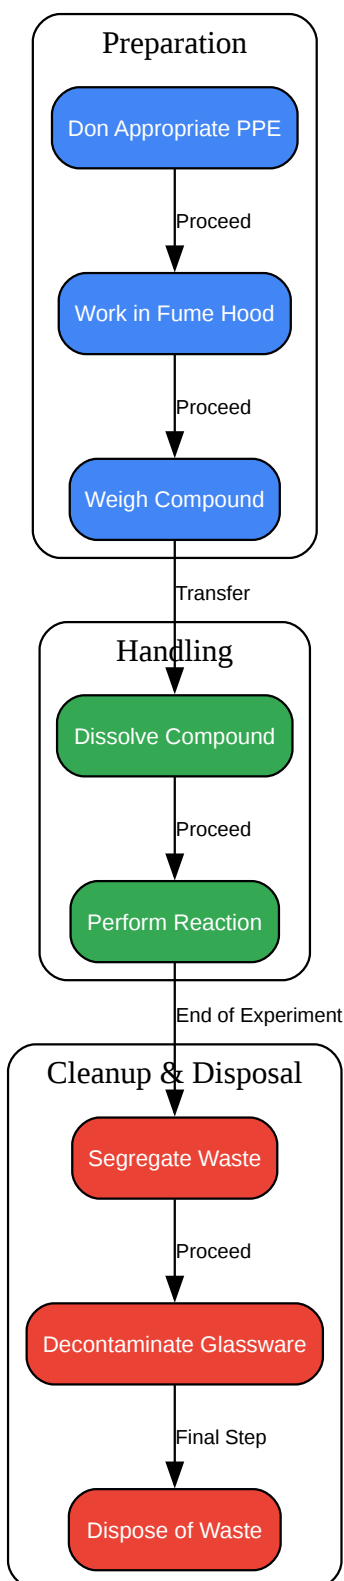 Preparation
Don Appropriate PPE
Proceed
Work in Fume Hood
Proceed
Weigh Compound
Transfer
Handling
Dissolve Compound
Proceed
Perform Reaction
End of Experiment
Cleanup & Disposal
Segregate Waste
Proceed
Decontaminate Glassware
Final Step
Dispose of Waste